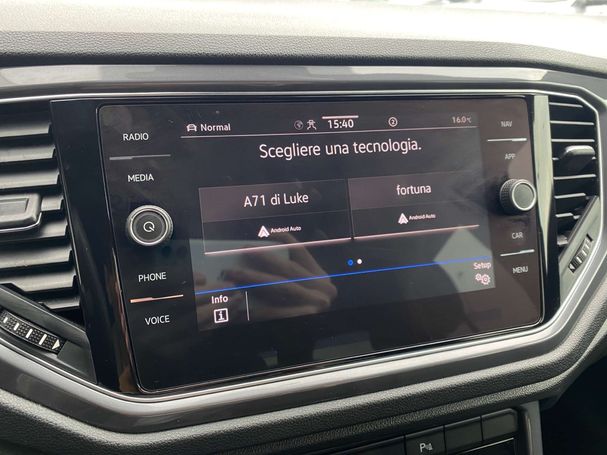 RADIO
MEDIA
PHONE
VOICE
Normal
15:40
2
16.0°C
Scegliere una tecnologia.
A71 di Luke
Android Auto
fortuna
Android Auto
Info
i
Setup
NAV
APP
CAR
MENU
P